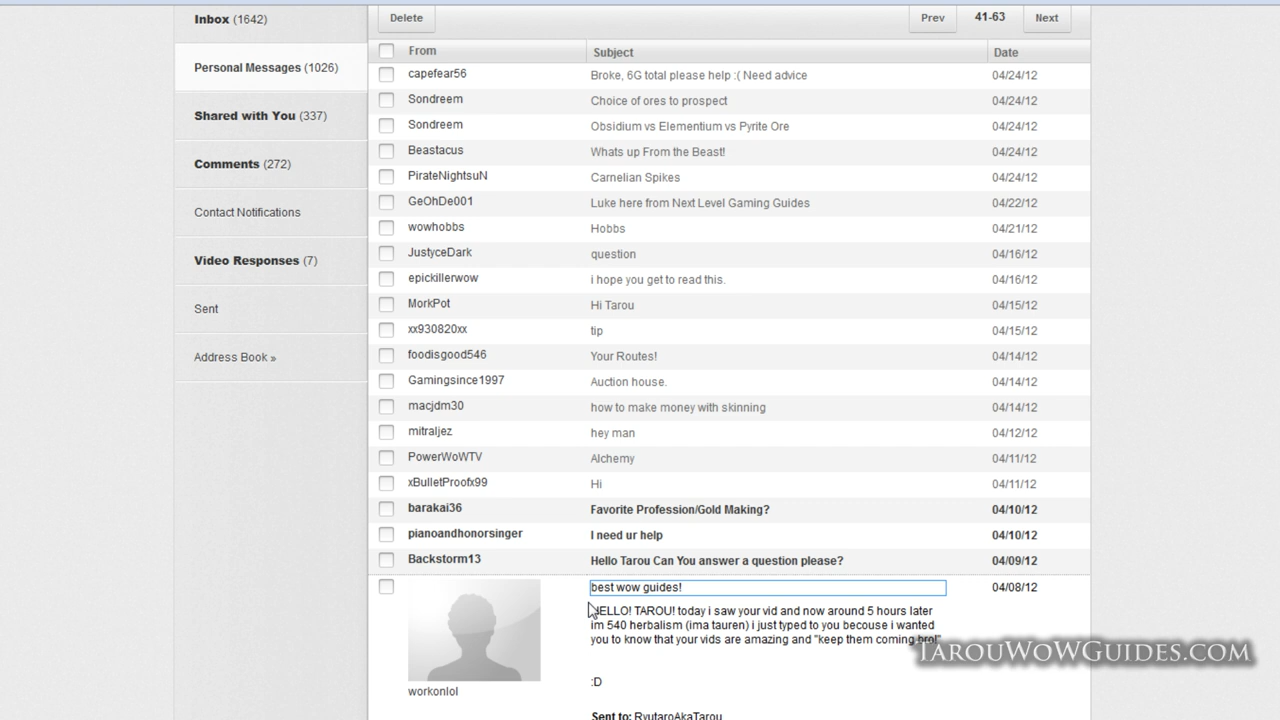 Inbox (1642)
Personal Messages (1026)
Shared with You (337)
Comments (272)
Contact Notifications
Video Responses (7)
Sent
Address Book »
Delete
Prev 41-63 Next
From Subject Date
capefear56 Broke, 6G total please help :( Need advice 04/24/12
Sondreem Choice of ores to prospect 04/24/12
Sondreem Obsidium vs Elementium vs Pyrite Ore 04/24/12
Beastacus Whats up From the Beast! 04/24/12
PirateNightsuN Carnelian Spikes 04/24/12
GeOhDe001 Luke here from Next Level Gaming Guides 04/22/12
wowhobbs Hobbs 04/21/12
JustyceDark question 04/16/12
epickillerwow i hope you get to read this. 04/16/12
MorkPot Hi Tarou 04/15/12
xx930820xx tip 04/15/12
foodisgood546 Your Routes! 04/14/12
Gamingsince1997 Auction house. 04/14/12
macjdm30 how to make money with skinning 04/14/12
mitraljez hey man 04/12/12
PowerWoWTV Alchemy 04/11/12
xBulletProofx99 Hi 04/11/12
barakai36 Favorite Profession/Gold Making? 04/10/12
pianoandhonorsinger I need ur help 04/10/12
Backstorm13 Hello Tarou Can You answer a question please? 04/09/12
best wow guides! 04/08/12
HELLO! TAROU! today i saw your vid and now around 5 hours later
im 540 herbalism (ima tauren) i just typed to you becouse i wanted
you to know that your vids are amazing and "keep them coming bro!"
:D
workonlol
Sent to: RyutaroAkaTarou
TarouWoWGuides.com